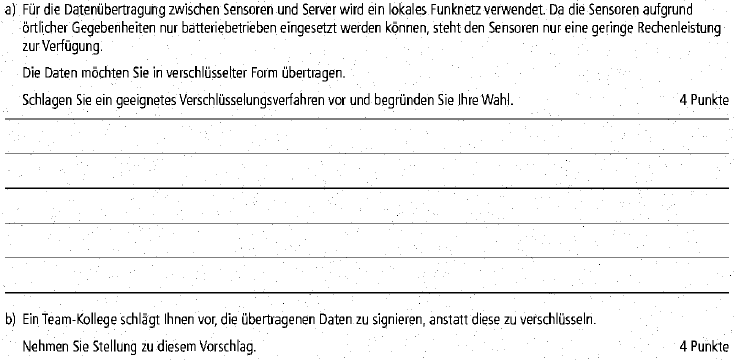 a) Für die Datenübertragung zwischen Sensoren und Server wird ein lokales Funknetz verwendet. Da die Sensoren aufgrund
örtlicher Gegebenheiten nur batteriebetrieben eingesetzt werden können, steht den Sensoren nur eine geringe Rechenleistung
zur Verfügung.
Die Daten möchten Sie in verschlüsselter Form übertragen.
Schlagen Sie ein geeignetes Verschlüsselungsverfahren vor und begründen Sie Ihre Wahl. 4 Punkte
b) Ein Team-Kollege schlägt Ihnen vor, die übertragenen Daten zu signieren, anstatt diese zu verschlüsseln.
Nehmen Sie Stellung zu diesem Vorschlag. 4 Punkte